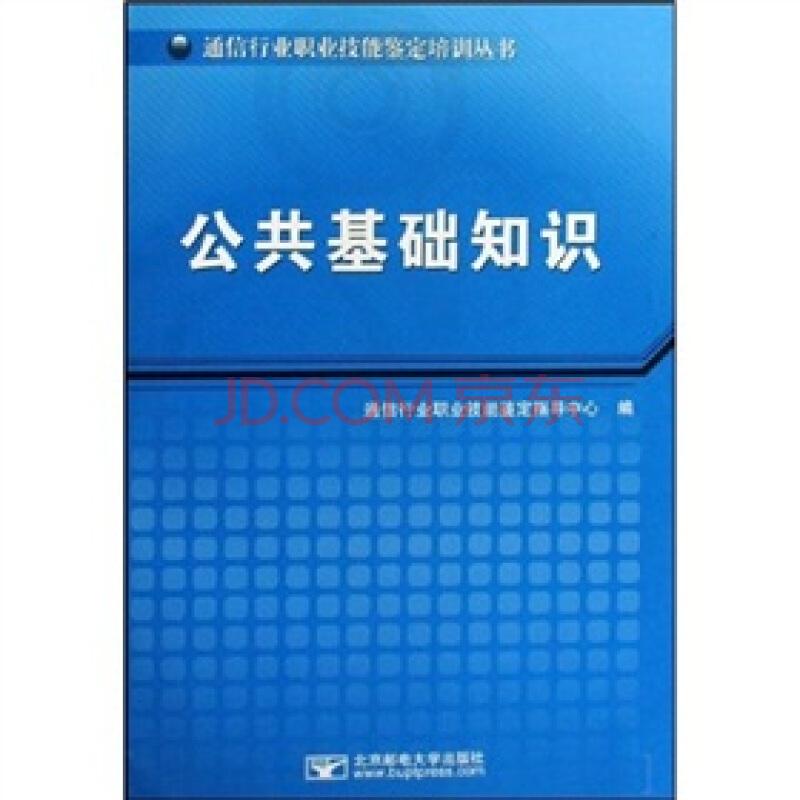 通信行业职业技能鉴定培训丛书
公共基础知识
JD.COM 京东
通信行业职业技能鉴定指导中心 编
北京邮电大学出版社
www.buptpress.com